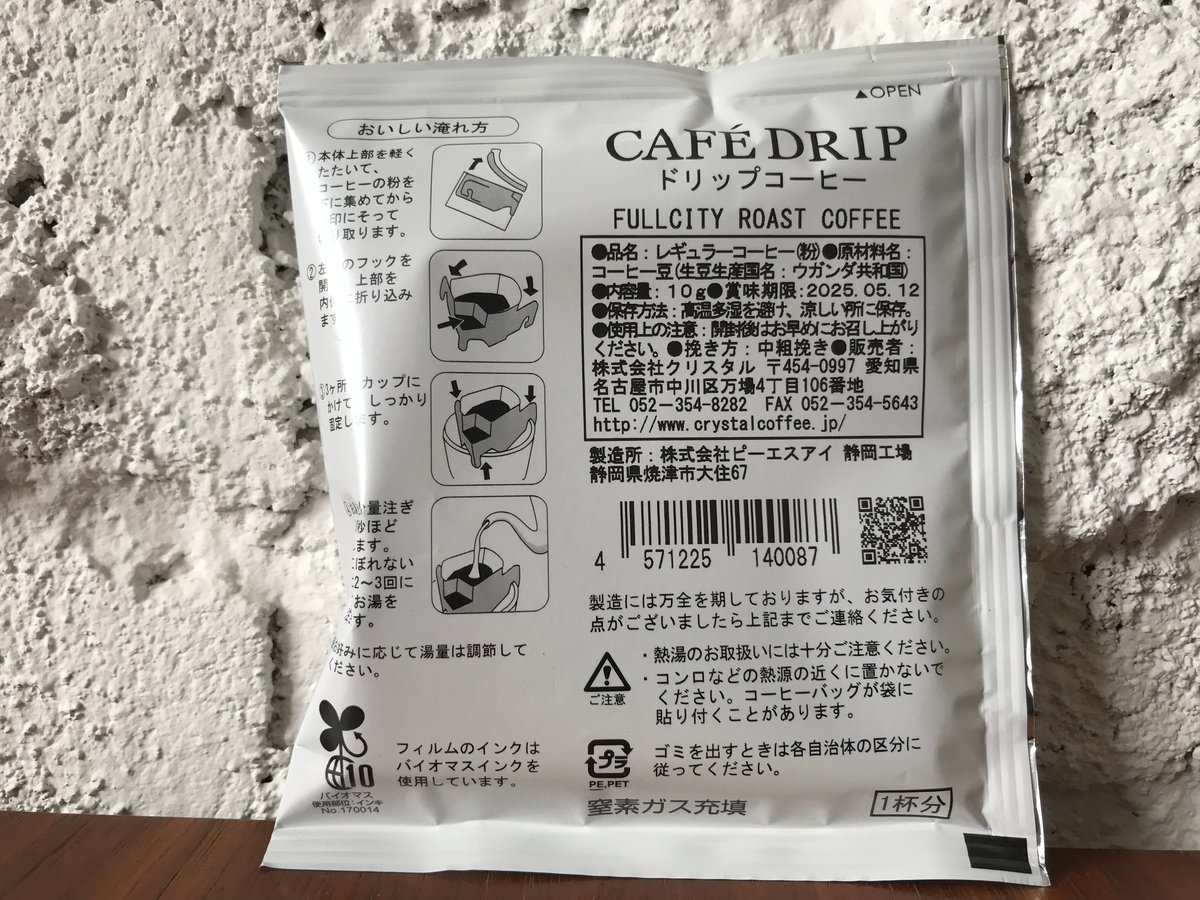 ▲OPEN
おいしい淹れ方
①本体上部を軽く
たたいて、
コーヒーの粉を
に集めてから
印にそって
り取ります。
②
のフックを
上部を
に折り込み
ます
3ヶ所
カップに
かけて
しっかり
固定します。
量注ぎ
秒ほど
ます。
ぼれない
2〜3回に
お湯を
す。
好みに応じて湯量は調節して
ください。
バイオマス
使用部位:インキ
No.170014
10
フィルムのインクは
バイオマスインクを
使用しています。
CAFÉ DRIP
ドリップコーヒー
FULLCITY ROAST COFFEE
●品名:レギュラーコーヒー(粉)●原材料名:
コーヒー豆(生豆生産国名:ウガンダ共和国)
●内容量:10g●賞味期限:2025.05.12
●保存方法:高温多湿を避け、涼しい所に保存。
●使用上の注意:開封後はお早めにお召し上がり
ください。●挽き方:中粗挽き●販売者:
株式会社クリスタル 〒454-0997 愛知県
名古屋市中川区万場4丁目106番地
TEL 052-354-8282 FAX 052-354-5643
http://www.crystalcoffee.jp/
製造所:株式会社ピーエスアイ 静岡工場
静岡県焼津市大住67
4 571225 140087
製造には万全を期しておりますが、お気付きの
点がございましたら上記までご連絡ください。
ご注意
・熱湯のお取扱いには十分ご注意ください。
・コンロなどの熱源の近くに置かないで
ください。コーヒーバッグが袋に
貼り付くことがあります。
プラ
PE,PET
ゴミを出すときは各自治体の区分に
従ってください。
窒素ガス充填
1杯分